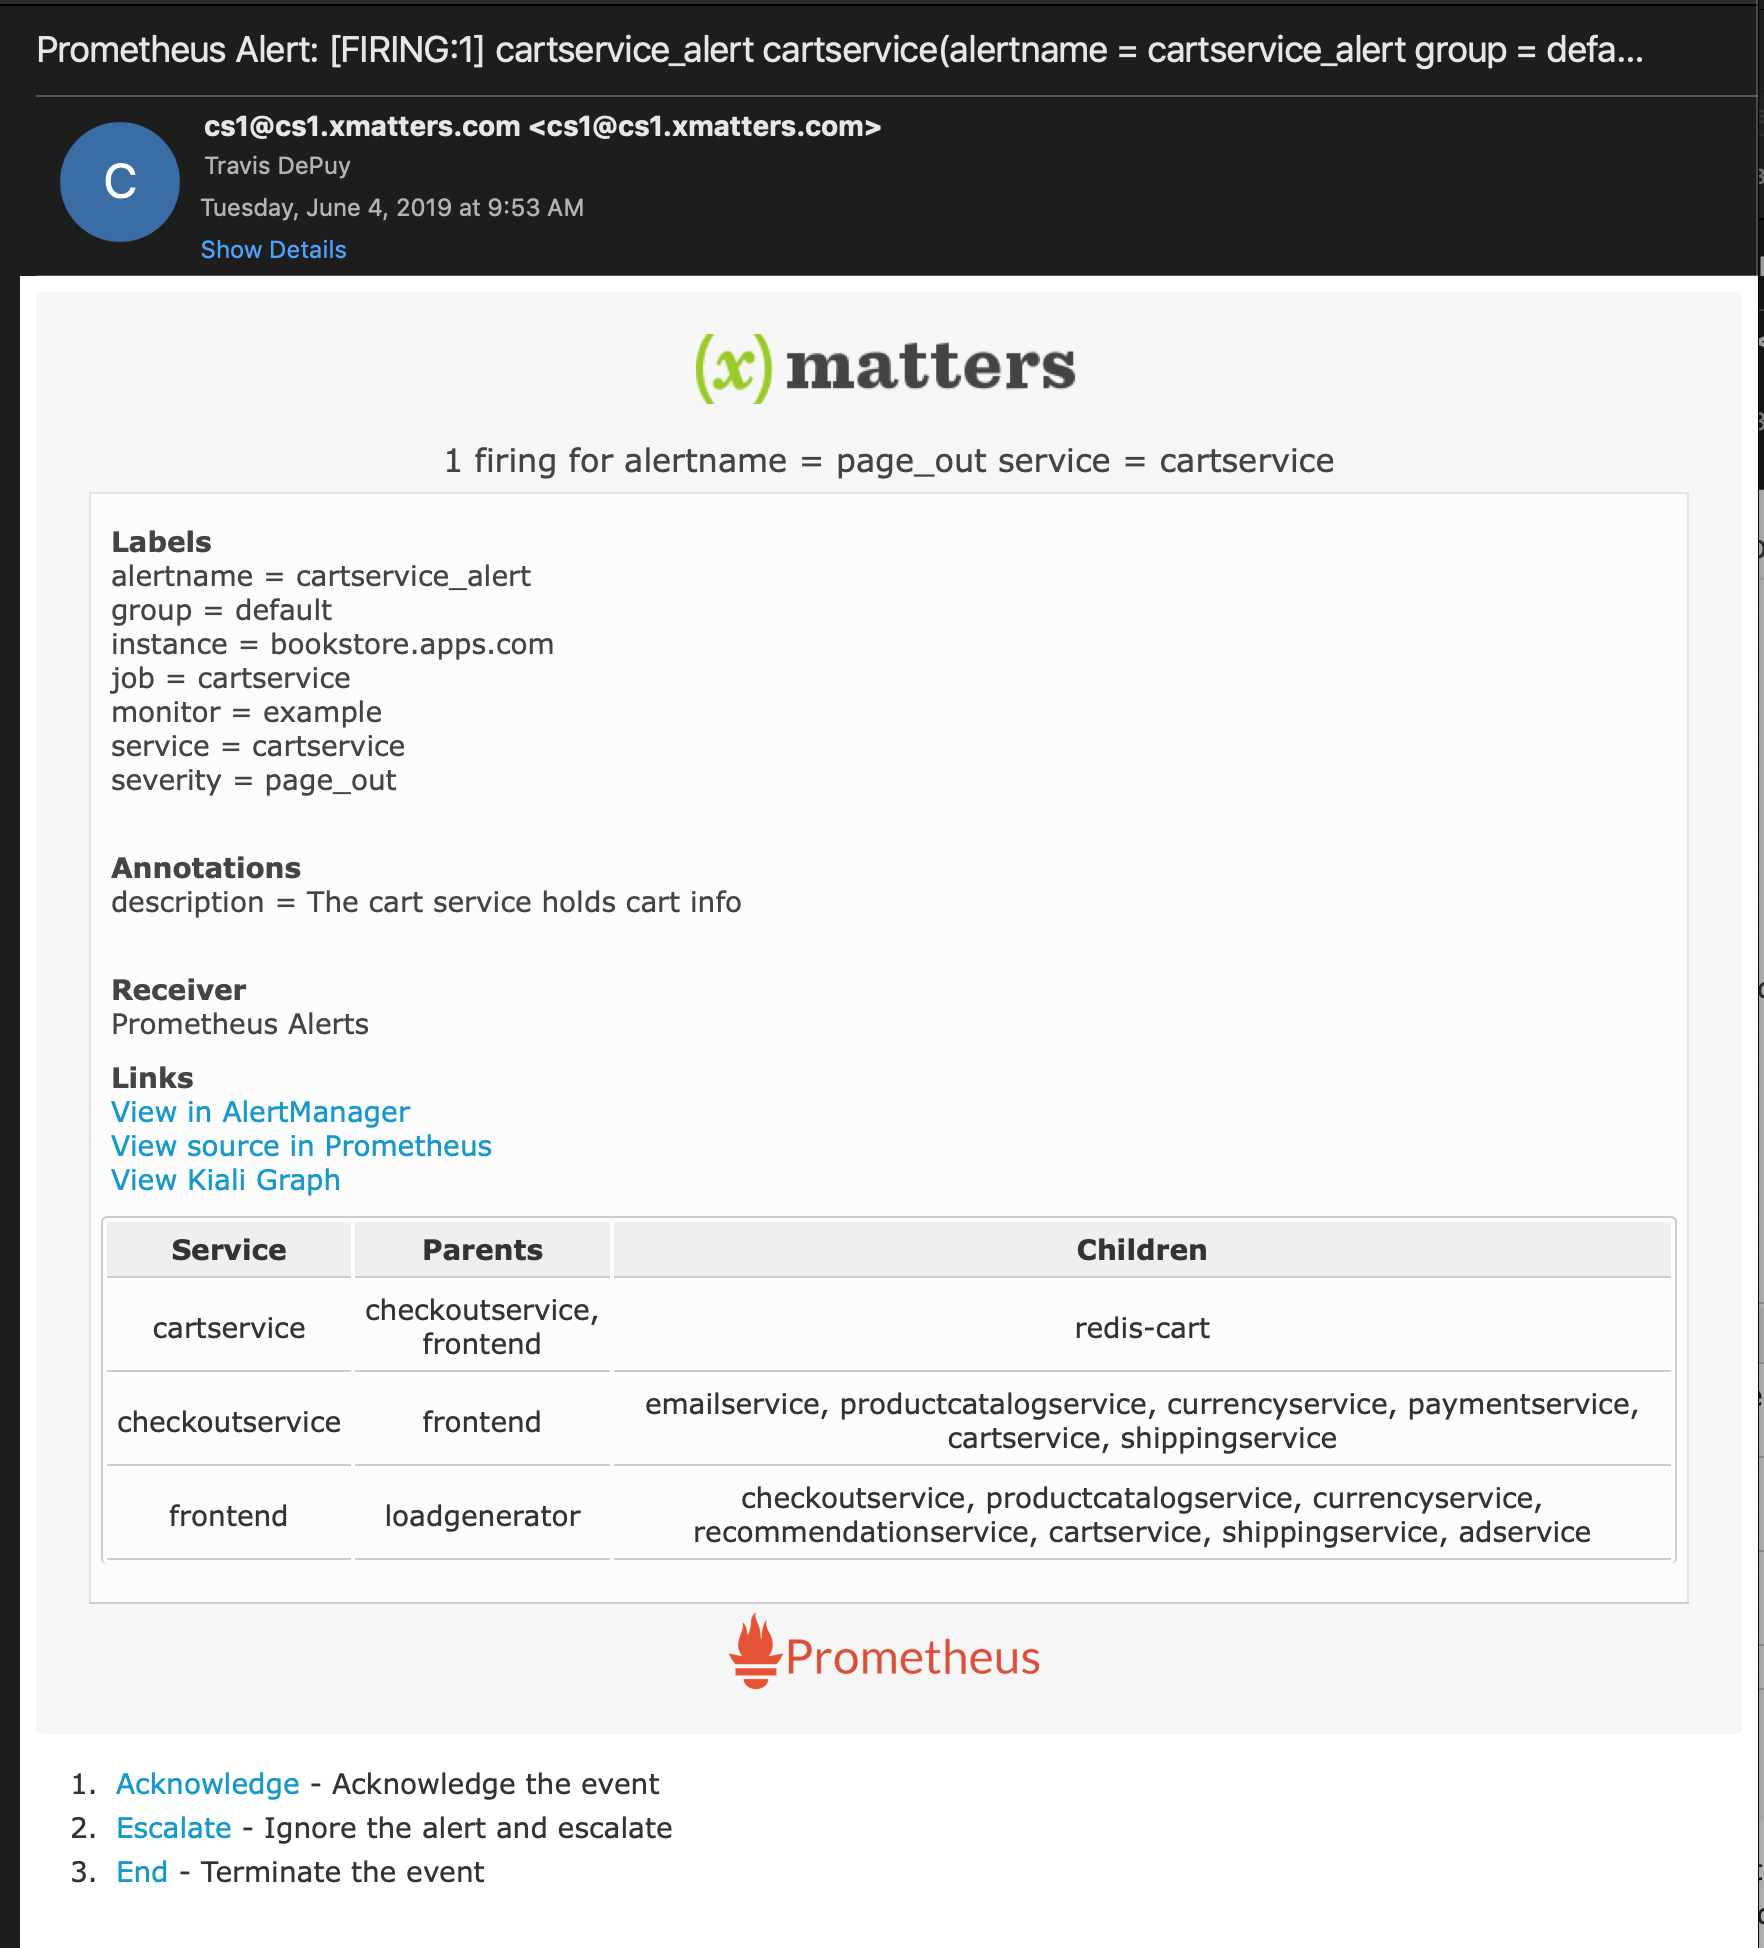 Prometheus Alert: [FIRING:1] cartservice_alert cartservice(alertname = cartservice_alert group = defa...
cs1@cs1.xmatters.com <cs1@cs1.xmatters.com>
C
Travis DePuy
Tuesday, June 4, 2019 at 9:53 AM
Show Details
(x) matters
1 firing for alertname = page_out service = cartservice
Labels
alertname = cartservice_alert
group = default
instance = bookstore.apps.com
job = cartservice
monitor = example
service = cartservice
severity = page_out
Annotations
description = The cart service holds cart info
Receiver
Prometheus Alerts
Links
View in AlertManager
View source in Prometheus
View Kiali Graph
Service Parents Children
cartservice checkoutservice, frontend redis-cart
checkoutservice frontend emailservice, productcatalogservice, currencyservice, paymentservice, cartservice, shippingservice
frontend loadgenerator checkoutservice, productcatalogservice, currencyservice, recommendationservice, cartservice, shippingservice, adservice
Prometheus
1. Acknowledge - Acknowledge the event
2. Escalate - Ignore the alert and escalate
3. End - Terminate the event